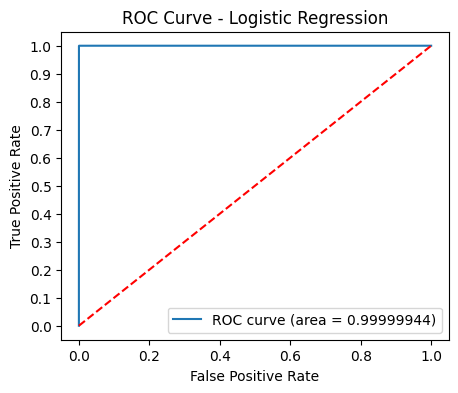 ROC Curve - Logistic Regression
True Positive Rate
1.0
0.9
0.8
0.7
0.6
0.5
0.4
0.3
0.2
0.1
0.0
ROC curve (area = 0.99999944)
0.0 0.2 0.4 0.6 0.8 1.0
False Positive Rate